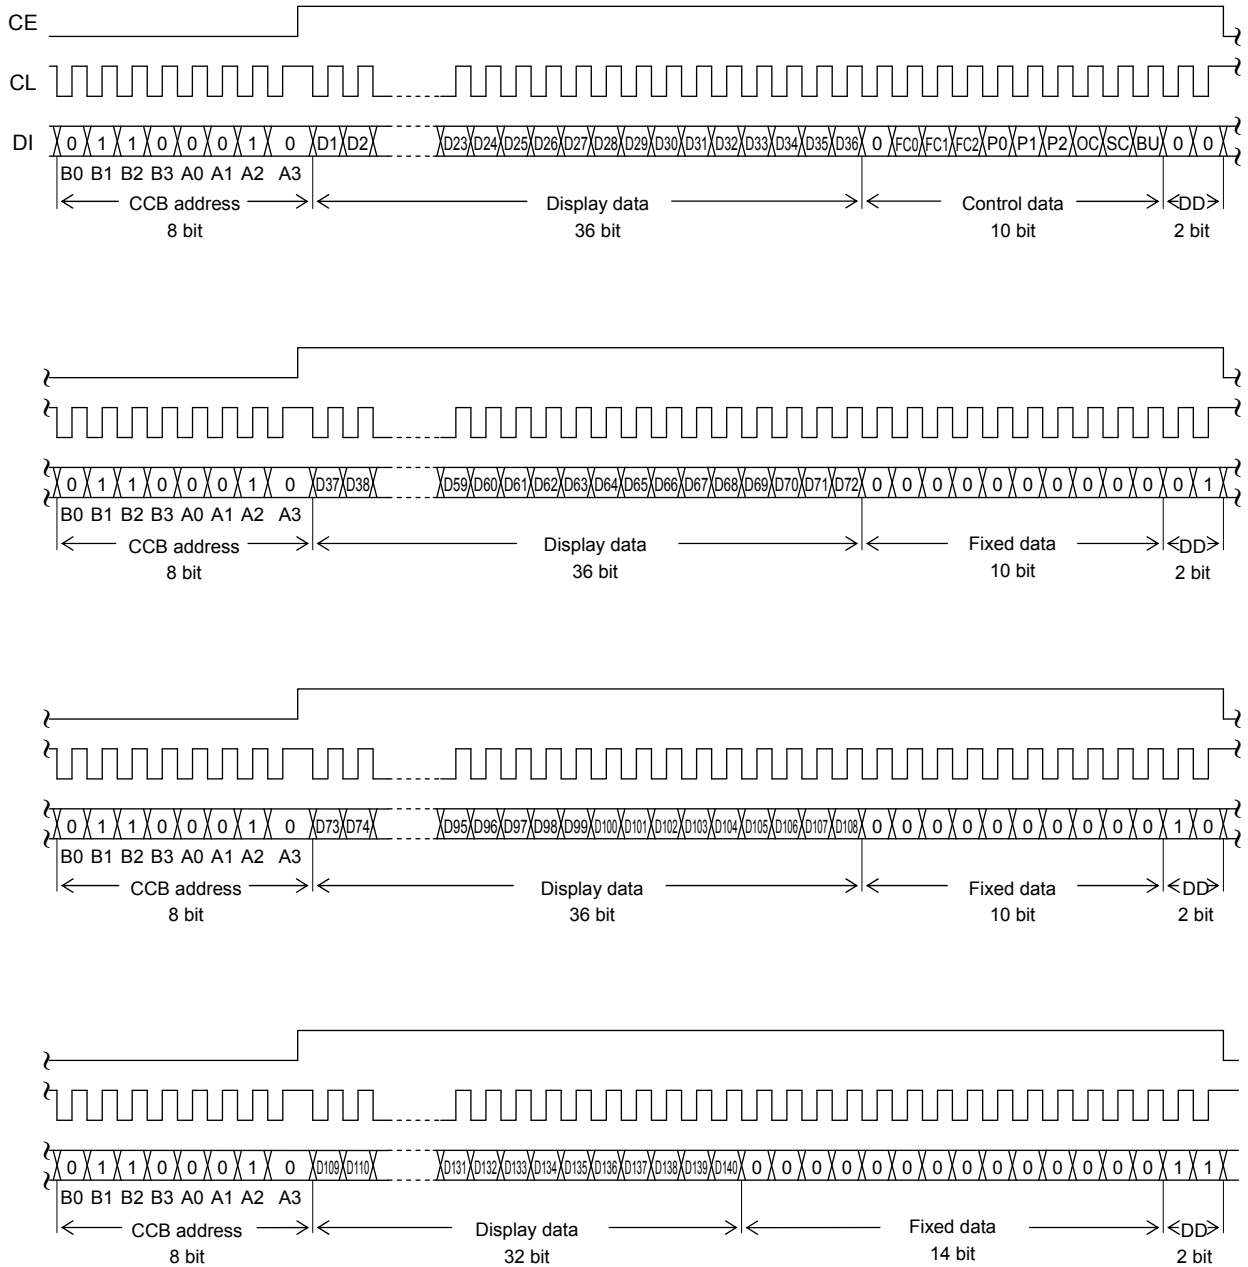 CE
CL
DI 0 1 1 0 0 0 1 0 D1 D2 D23 D24 D25 D26 D27 D28 D29 D30 D31 D32 D33 D34 D35 D36 0 FC0 FC1 FC2 P0 P1 P2 OC SC BU 0 0
B0 B1 B2 B3 A0 A1 A2 A3
CCB address Display data Control data DD
8 bit 36 bit 10 bit 2 bit
0 1 1 0 0 0 1 0 D37 D38 D59 D60 D61 D62 D63 D64 D65 D66 D67 D68 D69 D70 D71 D72 0 0 0 0 0 0 0 0 0 0 0 1
B0 B1 B2 B3 A0 A1 A2 A3
CCB address Display data Fixed data DD
8 bit 36 bit 10 bit 2 bit
0 1 1 0 0 0 1 0 D73 D74 D95 D96 D97 D98 D99 D100 D101 D102 D103 D104 D105 D106 D107 D108 0 0 0 0 0 0 0 0 0 0 1 0
B0 B1 B2 B3 A0 A1 A2 A3
CCB address Display data Fixed data DD
8 bit 36 bit 10 bit 2 bit
0 1 1 0 0 0 1 0 D109 D110 D131 D132 D133 D134 D135 D136 D137 D138 D139 D140 0 0 0 0 0 0 0 0 0 0 0 0 0 0 1 1
B0 B1 B2 B3 A0 A1 A2 A3
CCB address Display data Fixed data DD
8 bit 32 bit 14 bit 2 bit